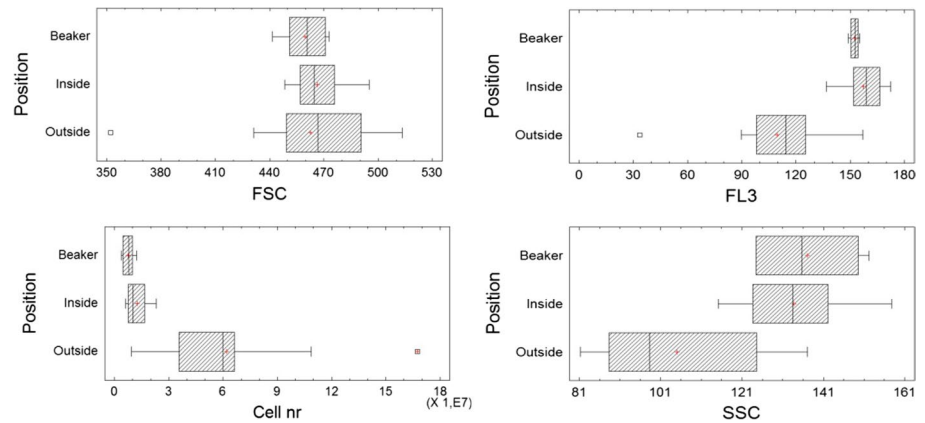 Position
Beaker
Inside
Outside
350 380 410 440 470 500 530
FSC
Position
Beaker
Inside
Outside
0 30 60 90 120 150 180
FL3
Position
Beaker
Inside
Outside
0 3 6 9 12 15 18
(X 1,E7)
Cell nr
Position
Beaker
Inside
Outside
81 101 121 141 161
SSC